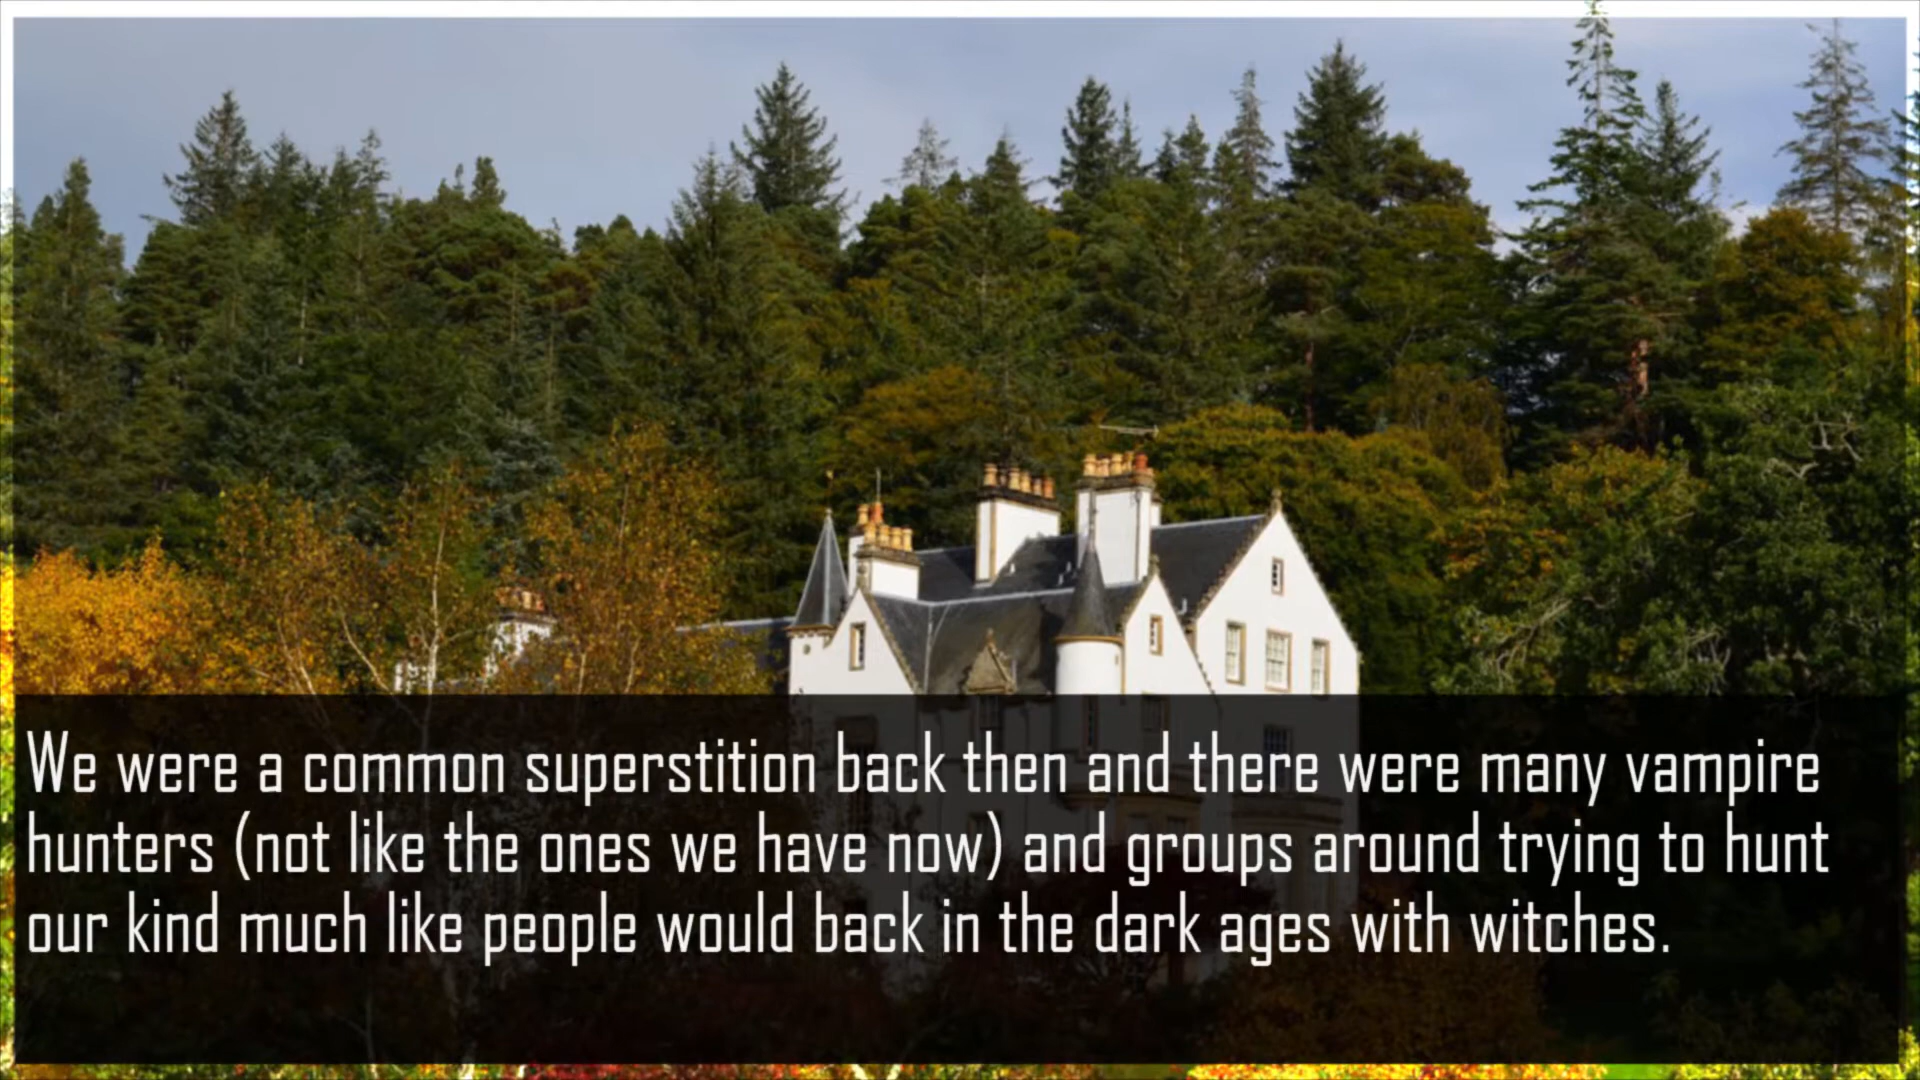 We were a common superstition back then and there were many vampire
hunters (not like the ones we have now) and groups around trying to hunt
our kind much like people would back in the dark ages with witches.